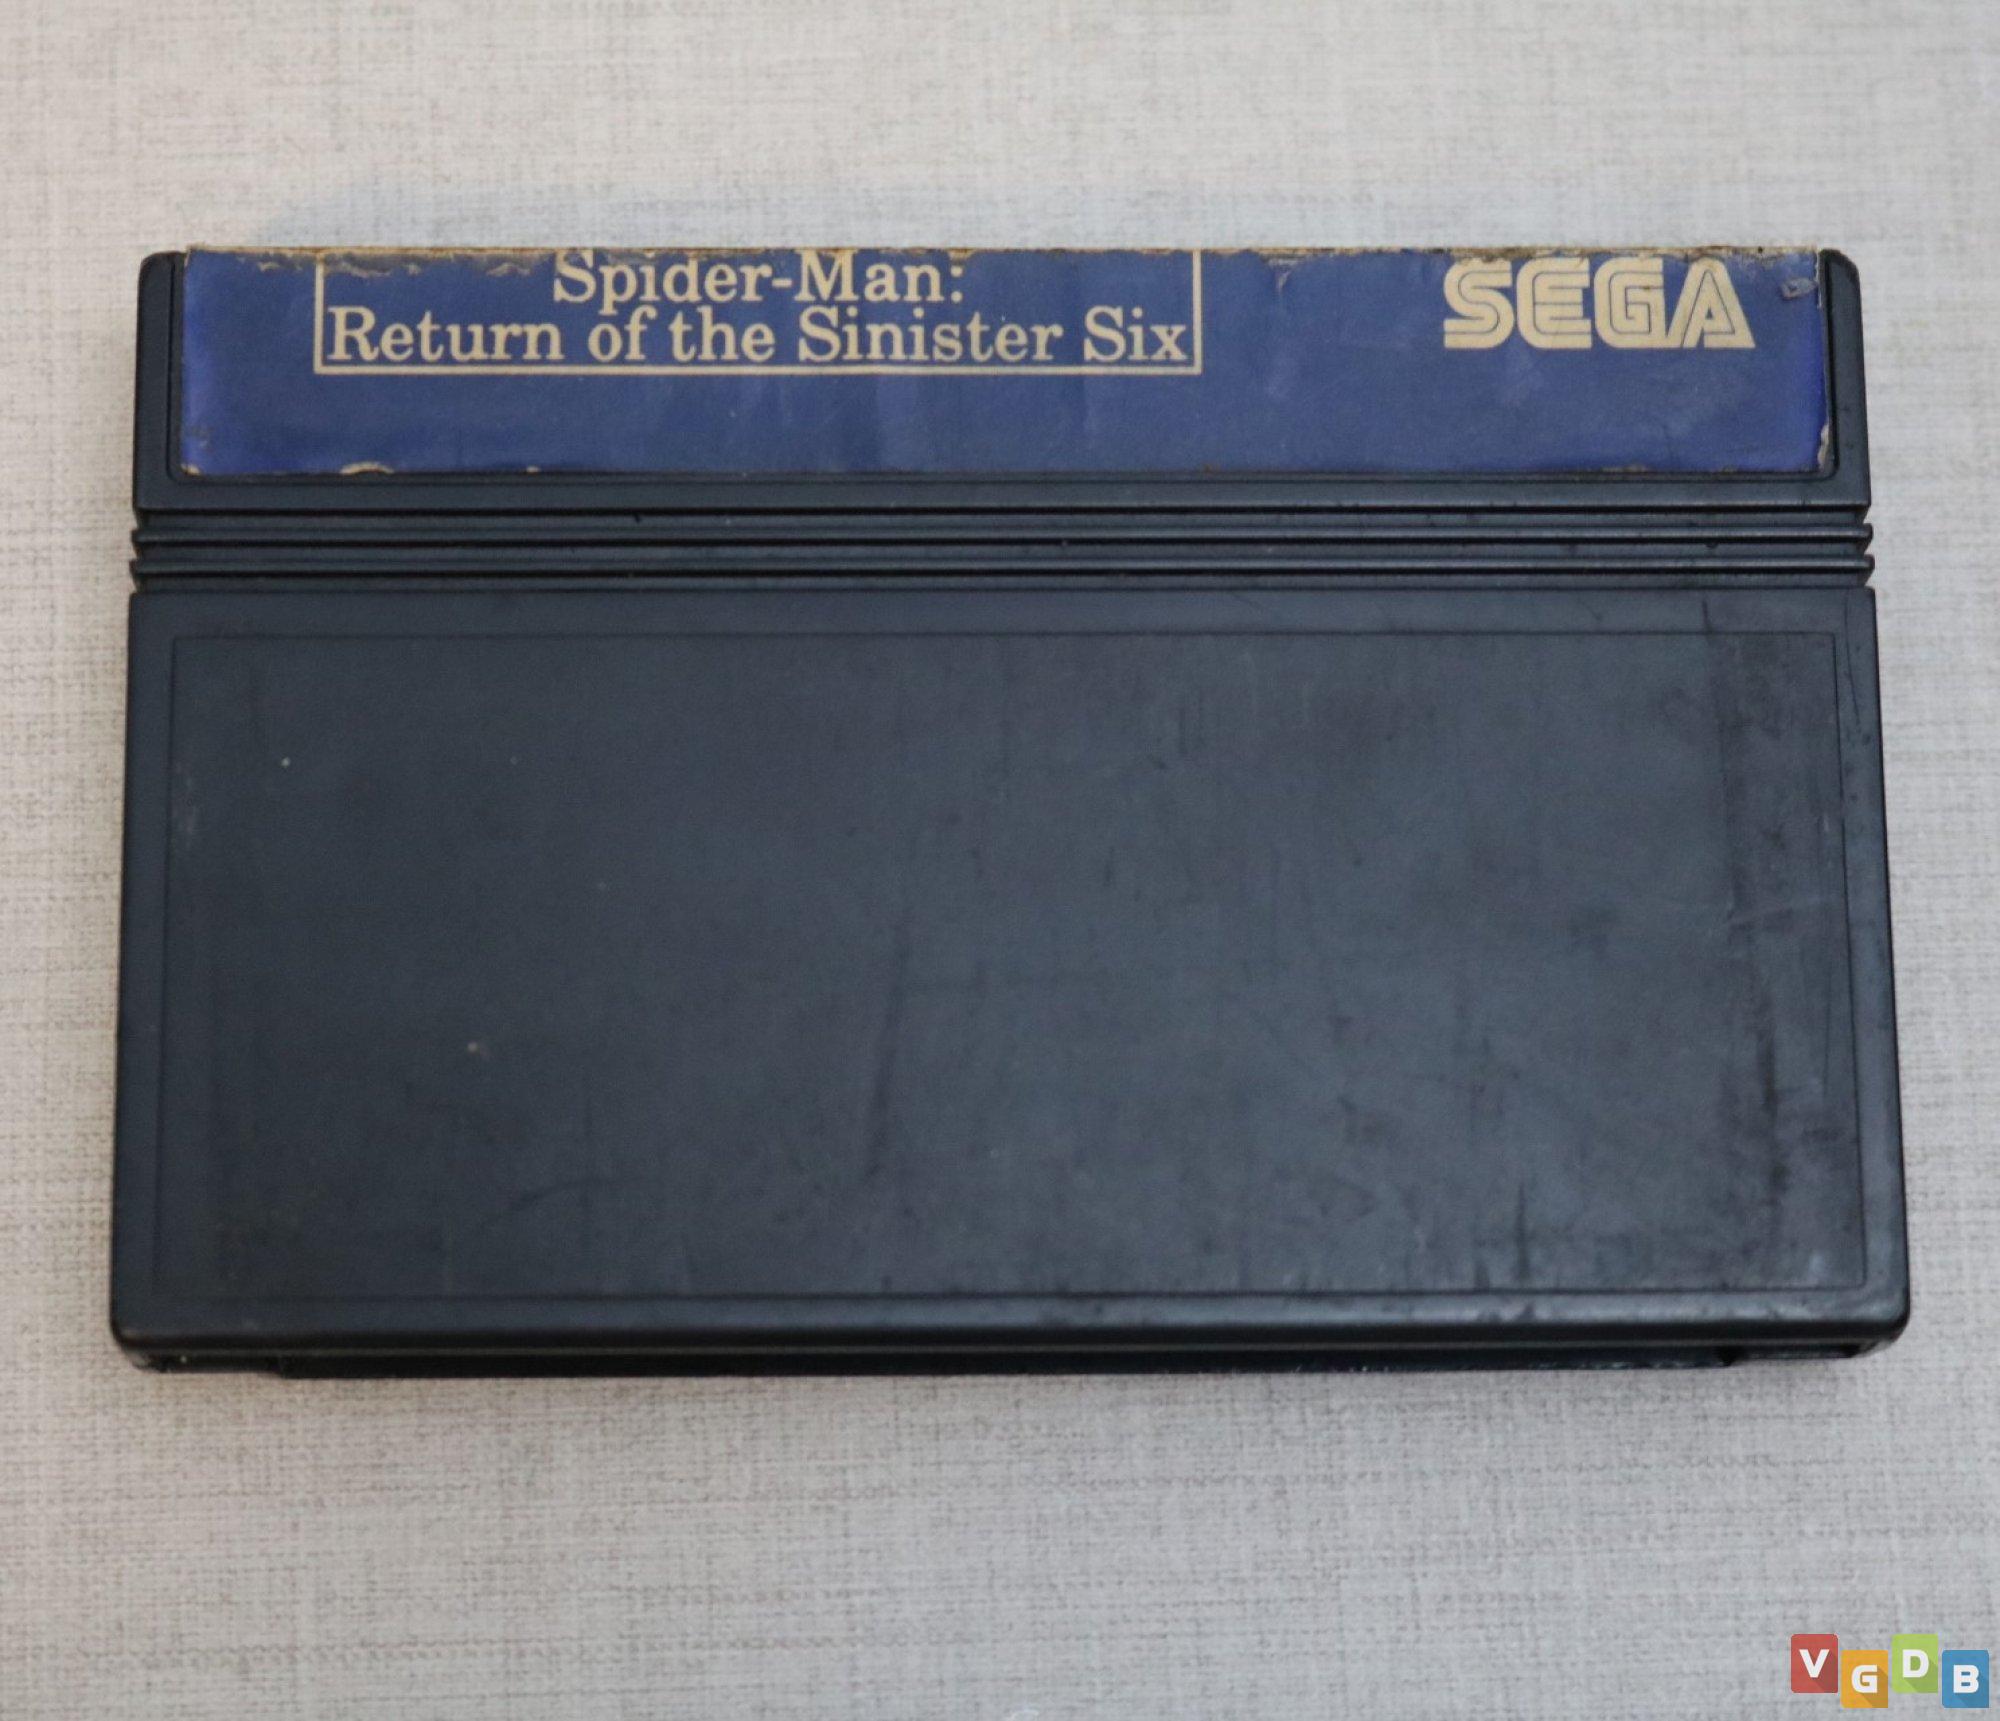 Spider-Man:
Return of the Sinister Six
SEGA
VGDB